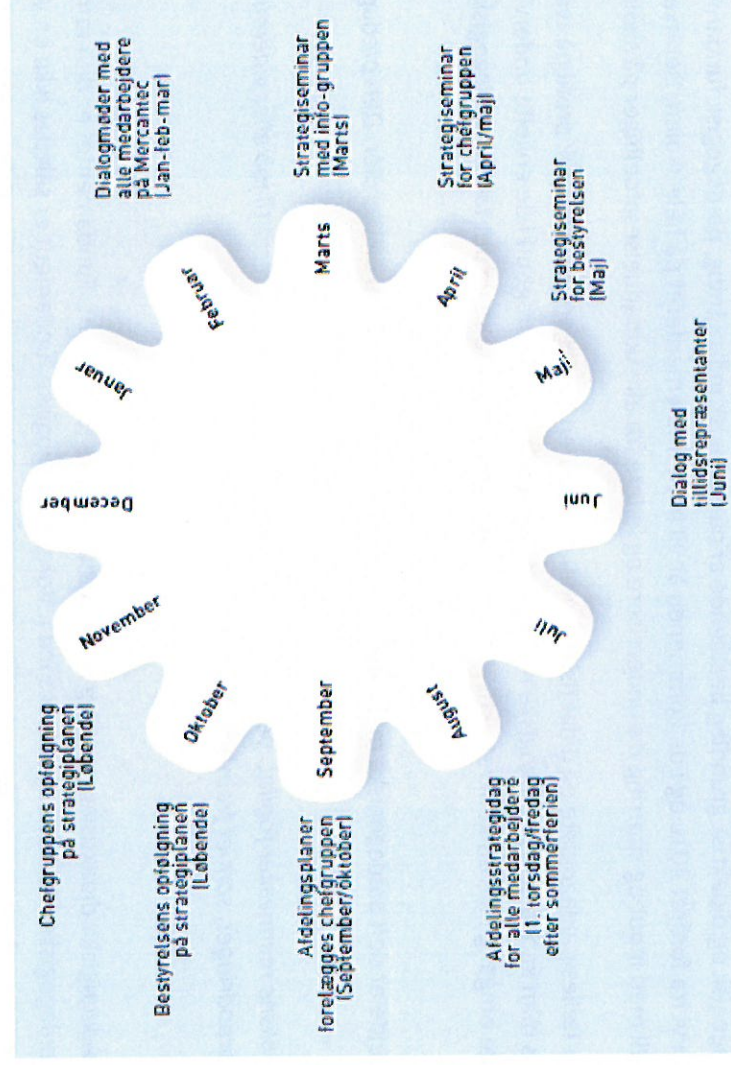 Dialogmøder med
alle medarbejdere
på Mercantec
(Jan-feb-mar)
Strategiseminar
med info-gruppen
(Marts)
Strategiseminar
for chefgruppen
(April/maj)
Strategiseminar
for bestyrelsen
(Maj)
Dialog med
tillidsrepræsentanter
(Juni)
Afdelingsstrategidag
for alle medarbejdere
(1. torsdag/fredag
efter sommerferien)
Afdelingsplaner
forelægges chefgruppen
(September/oktober)
Bestyrelsens opfølgning
på strategiplanen
(Løbende)
Chefgruppens opfølgning
på strategiplanen
(Løbende)
Januar
Februar
Marts
April
Maj
Juni
Juli
August
September
Oktober
November
December